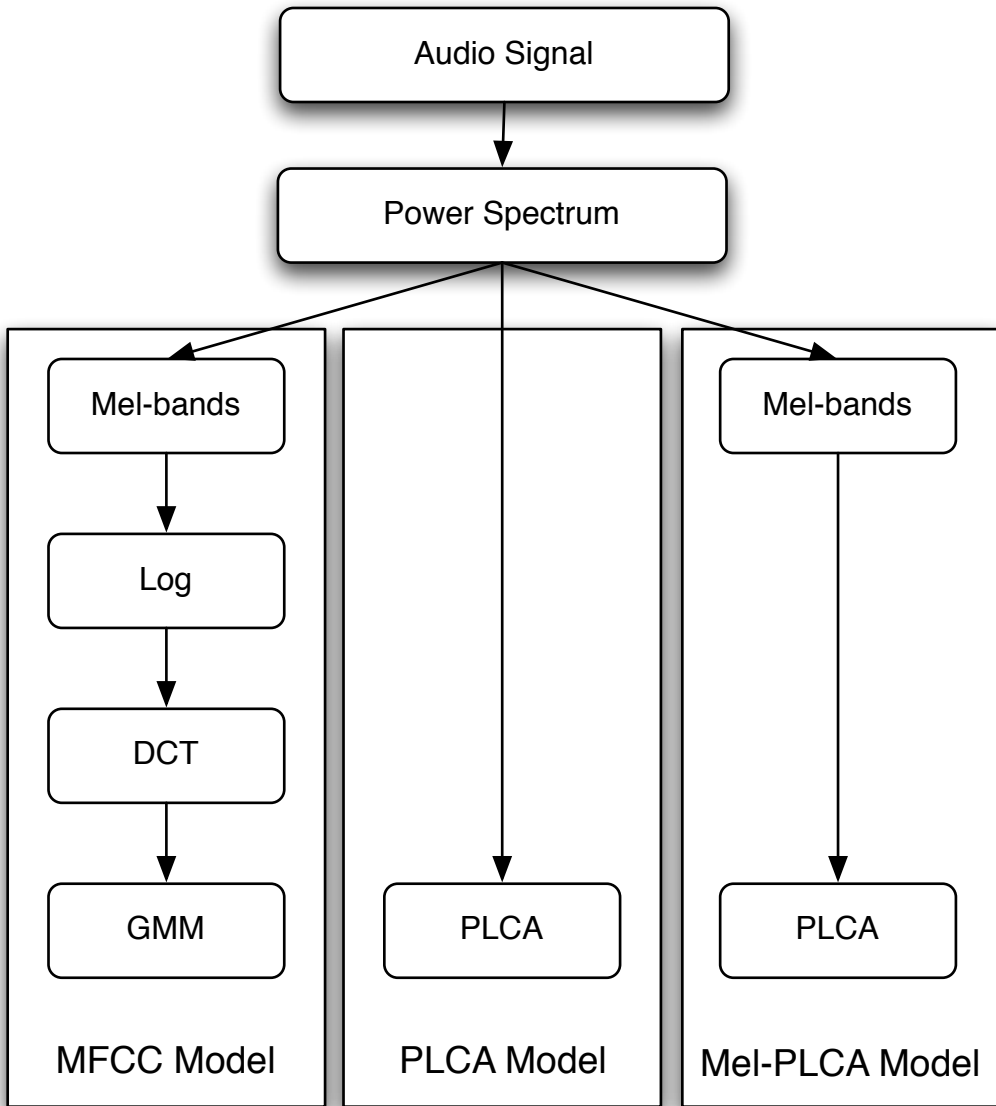 Audio Signal
Power Spectrum
Mel-bands
Log
DCT
GMM
MFCC Model
PLCA
PLCA Model
Mel-bands
PLCA
Mel-PLCA Model